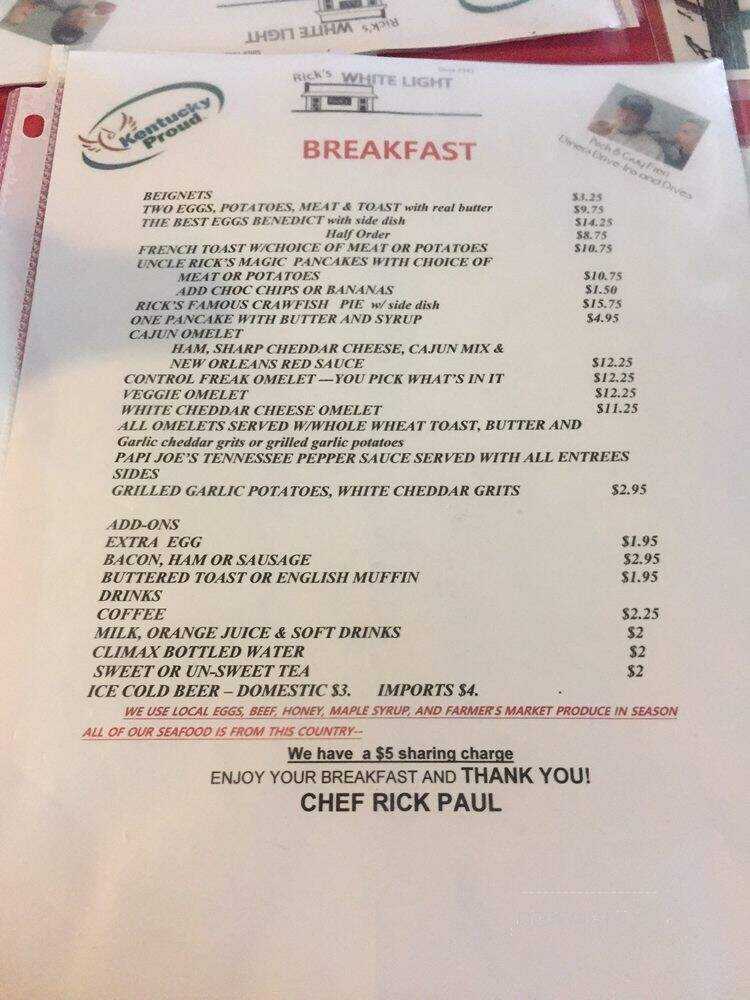 Rick's WHITE LIGHT
Rick's WHITE LIGHT
Kentucky
Proud
BREAKFAST
Rick & Guy Fieri
Diners Drive-Ins and Dives
BEIGNETS $3.25
TWO EGGS, POTATOES, MEAT & TOAST with real butter $9.75
THE BEST EGGS BENEDICT with side dish $14.25
Half Order $8.75
FRENCH TOAST W/CHOICE OF MEAT OR POTATOES $10.75
UNCLE RICK'S MAGIC PANCAKES WITH CHOICE OF
MEAT OR POTATOES $10.75
ADD CHOC CHIPS OR BANANAS $1.50
RICK'S FAMOUS CRAWFISH PIE w/ side dish $15.75
ONE PANCAKE WITH BUTTER AND SYRUP $4.95
CAJUN OMELET
HAM, SHARP CHEDDAR CHEESE, CAJUN MIX &
NEW ORLEANS RED SAUCE $12.25
CONTROL FREAK OMELET ---YOU PICK WHAT'S IN IT $12.25
VEGGIE OMELET $12.25
WHITE CHEDDAR CHEESE OMELET $11.25
ALL OMELETS SERVED W/WHOLE WHEAT TOAST, BUTTER AND
Garlic cheddar grits or grilled garlic potatoes
PAPI JOE'S TENNESSEE PEPPER SAUCE SERVED WITH ALL ENTREES
SIDES
GRILLED GARLIC POTATOES, WHITE CHEDDAR GRITS $2.95
ADD-ONS
EXTRA EGG $1.95
BACON, HAM OR SAUSAGE $2.95
BUTTERED TOAST OR ENGLISH MUFFIN $1.95
DRINKS
COFFEE $2.25
MILK, ORANGE JUICE & SOFT DRINKS $2
CLIMAX BOTTLED WATER $2
SWEET OR UN-SWEET TEA $2
ICE COLD BEER – DOMESTIC $3. IMPORTS $4.
WE USE LOCAL EGGS, BEEF, HONEY, MAPLE SYRUP, AND FARMER'S MARKET PRODUCE IN SEASON
ALL OF OUR SEAFOOD IS FROM THIS COUNTRY--
We have a $5 sharing charge
ENJOY YOUR BREAKFAST AND THANK YOU!
CHEF RICK PAUL